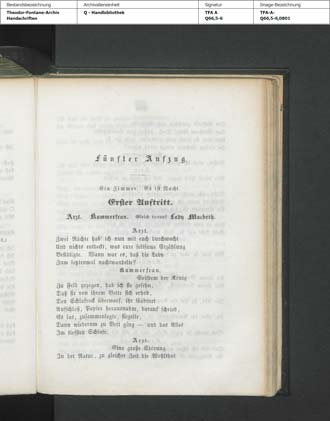 Bestandsbezeichnung
Theodor-Fontane-Archiv
Handschriften
Archivalieneinheit
Q - Handbibliothek
Signatur
TFA A
Q66,5-6
Image-Bezeichnung
TFA-A-
Q66,5-6,0801
Fünfter Aufzug.
Ein Zimmer. Es ist Nacht.
Erster Auftritt.
Arzt. Kammerfrau. Gleich darauf Lady Macbeth.
Arzt.
Zwei Nächte hab' ich nun mit euch durchwacht
Und nichts entdeckt, was eure seltsame Erzählung
Bestätigte. Wann war es, daß die Lady
Zum letztenmal nachtwandelte?
Kammerfrau.
Seitdem der König
Zu Feld gezogen, hab ich sie gesehn,
Daß sie von ihrem Bette sich erhob,
Den Schlafrock überwarf, ihr Cabinet
Aufschloß, Papier herausnahm, darauf schrieb,
Es las, zusammenlegte, siegelte,
Dann wiederum zu Bett ging — und das Alles
Im tiefsten Schlafe.
Arzt.
Eine große Störung
In der Natur, zu gleicher Zeit die Wohlthat